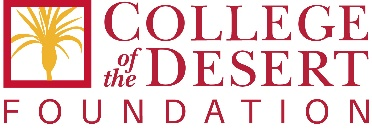 COLLEGE
of the DESERT
FOUNDATION